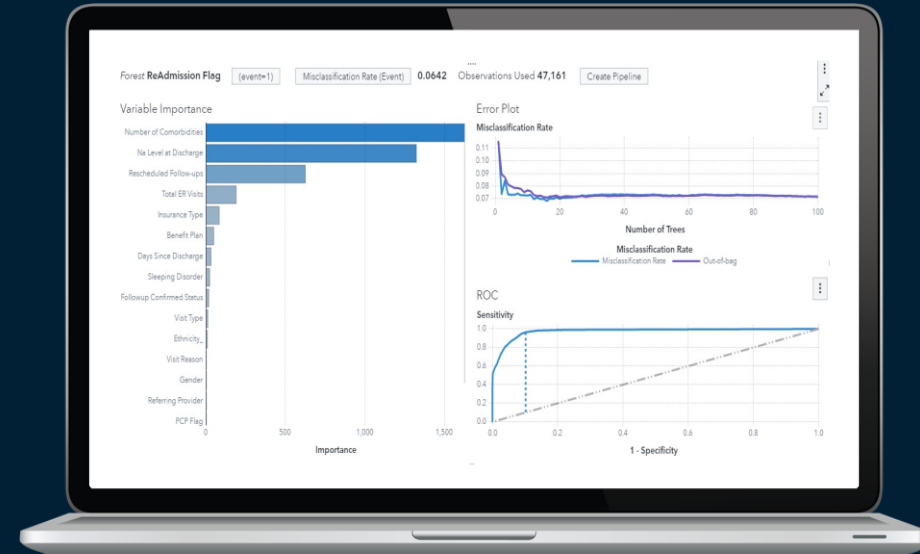 Forest ReAdmission Flag (event=1) Misclassification Rate (Event) 0.0642 Observations Used 47,161 Create Pipeline
Variable Importance
Number of Comorbidities
Na Level at Discharge
Rescheduled Follow-ups
Total ER Visits
Insurance Type
Benefit Plan
Days Since Discharge
Sleeping Disorder
Followup Confirmed Status
Visit Type
Ethnicity_
Visit Reason
Gender
Referring Provider
PCP Flag
0 500 1,000 1,500
Importance
Error Plot
Misclassification Rate
0.11
0.10
0.09
0.08
0.07
0 20 40 60 80 100
Number of Trees
Misclassification Rate
Misclassification Rate Out-of-bag
ROC
Sensitivity
1.0
0.8
0.6
0.4
0.2
0.0
0.0 0.2 0.4 0.6 0.8 1.0
1 - Specificity